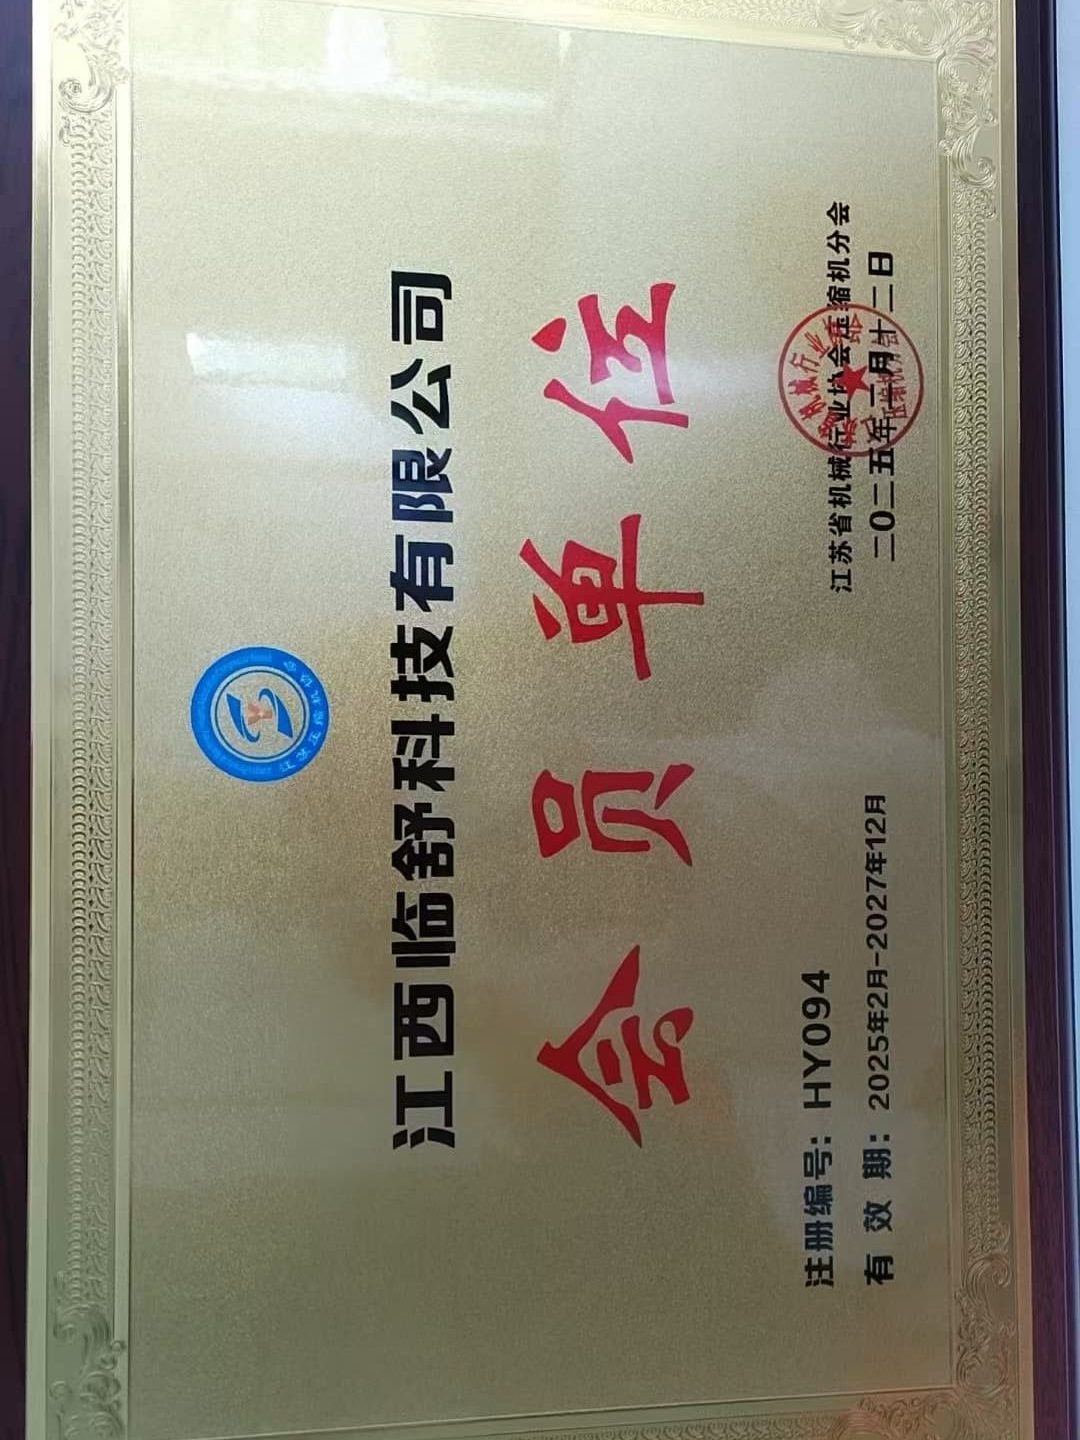 江西临舒科技有限公司
会员单位
注册编号：HY094
有 效 期：2025年2月-2027年12月
江苏省机械行业协会压缩机分会
二〇二五年二月十二日